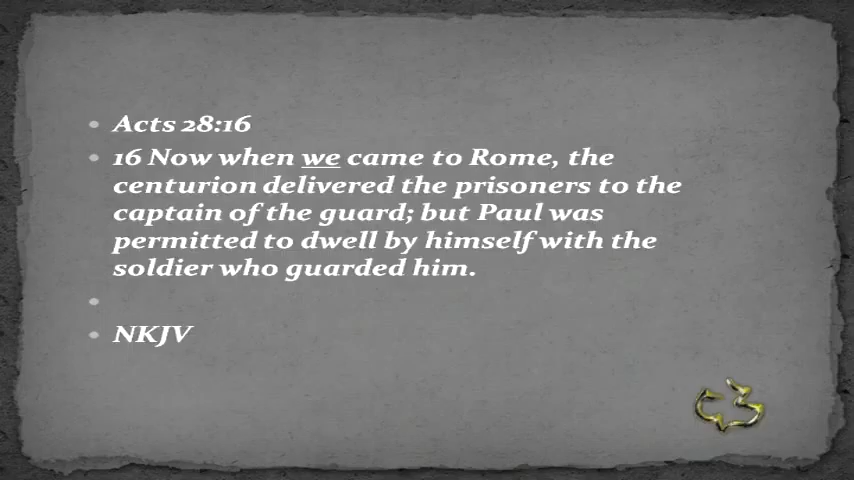 Acts 28:16
16 Now when we came to Rome, the
centurion delivered the prisoners to the
captain of the guard; but Paul was
permitted to dwell by himself with the
soldier who guarded him.
NKJV
C3